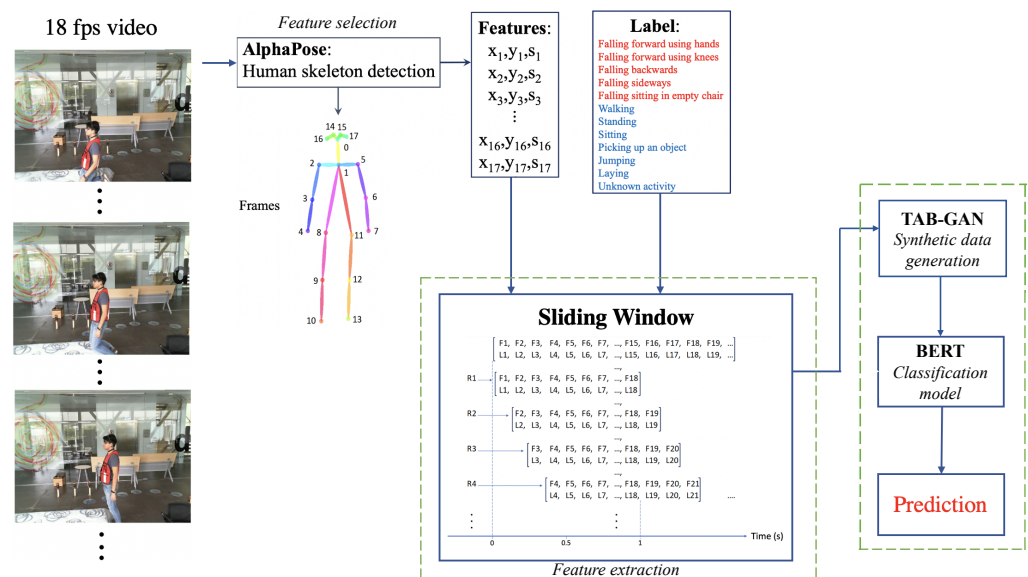 18 fps video
Feature selection
AlphaPose:
Human skeleton detection
Features:
x1,y1,s1
x2,y2,s2
x3,y3,s3
⋮
x16,y16,s16
x17,y17,s17
Label:
Falling forward using hands
Falling forward using knees
Falling backwards
Falling sideways
Falling sitting in empty chair
Walking
Standing
Sitting
Picking up an object
Jumping
Laying
Unknown activity
14 15
16 17
0
2 1 5
3 6
4 7
8 11
9 12
10 13
Frames
TAB-GAN
Synthetic data
generation
BERT
Classification
model
Prediction
Sliding Window
F1, F2, F3, F4, F5, F6, F7, ..., F15, F16, F17, F18, F19, ...
L1, L2, L3, L4, L5, L6, L7, ..., L15, L16, L17, L18, L19, ...
R1
F1, F2, F3, F4, F5, F6, F7, ..., F18
L1, L2, L3, L4, L5, L6, L7, ..., L18
R2
F2, F3, F4, F5, F6, F7, ..., F18, F19
L2, L3, L4, L5, L6, L7, ..., L18, L19
R3
F3, F4, F5, F6, F7, ..., F18, F19, F20
L3, L4, L5, L6, L7, ..., L18, L19, L20
R4
F4, F5, F6, F7, ..., F18, F19, F20, F21
L4, L5, L6, L7, ..., L18, L19, L20, L21 ....
0 0.5 1 Time (s)
Feature extraction